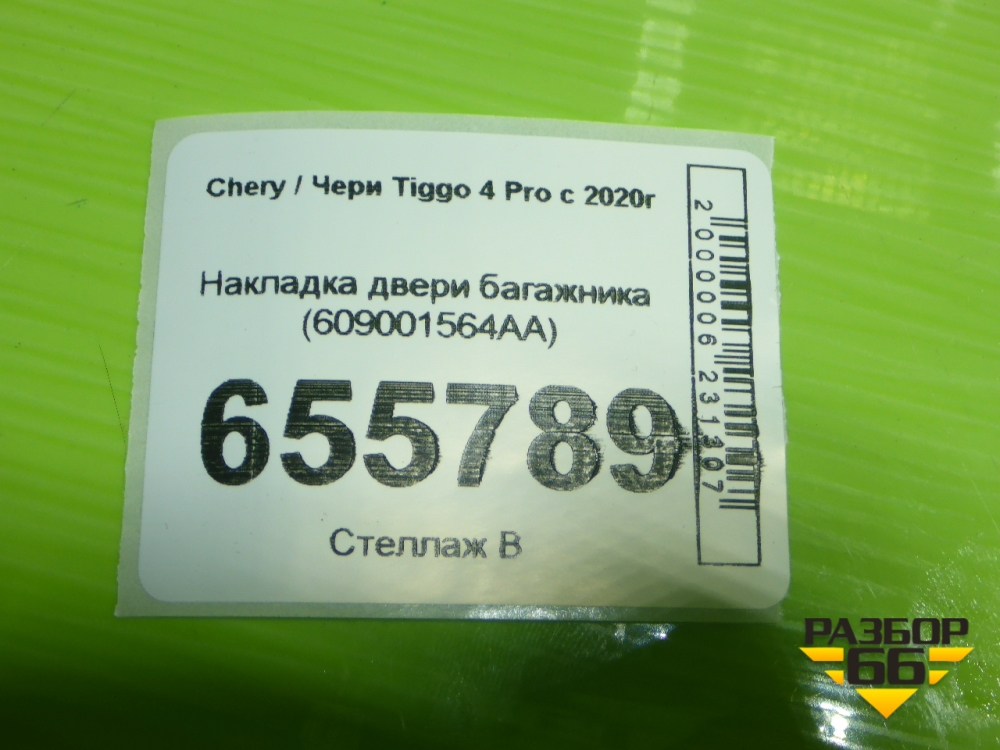 Chery / Чери Tiggo 4 Pro с 2020г
Накладка двери багажника
(609001564AA)
655789
Стеллаж В
2000006231307
РАЗБОР
66